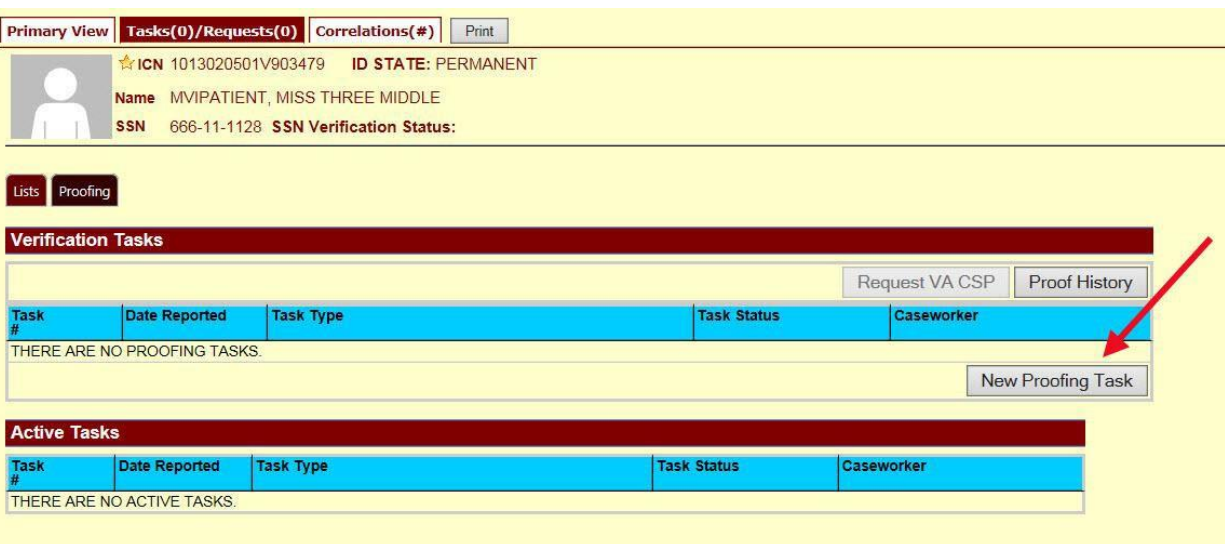 Primary View Tasks(0)/Requests(0) Correlations(#) Print
ICN 1013020501V903479 ID STATE: PERMANENT
Name MVIPATIENT, MISS THREE MIDDLE
SSN 666-11-1128 SSN Verification Status:
Lists Proofing
Verification Tasks
Request VA CSP Proof History
Task # Date Reported Task Type Task Status Caseworker
THERE ARE NO PROOFING TASKS.
New Proofing Task
Active Tasks
Task # Date Reported Task Type Task Status Caseworker
THERE ARE NO ACTIVE TASKS.